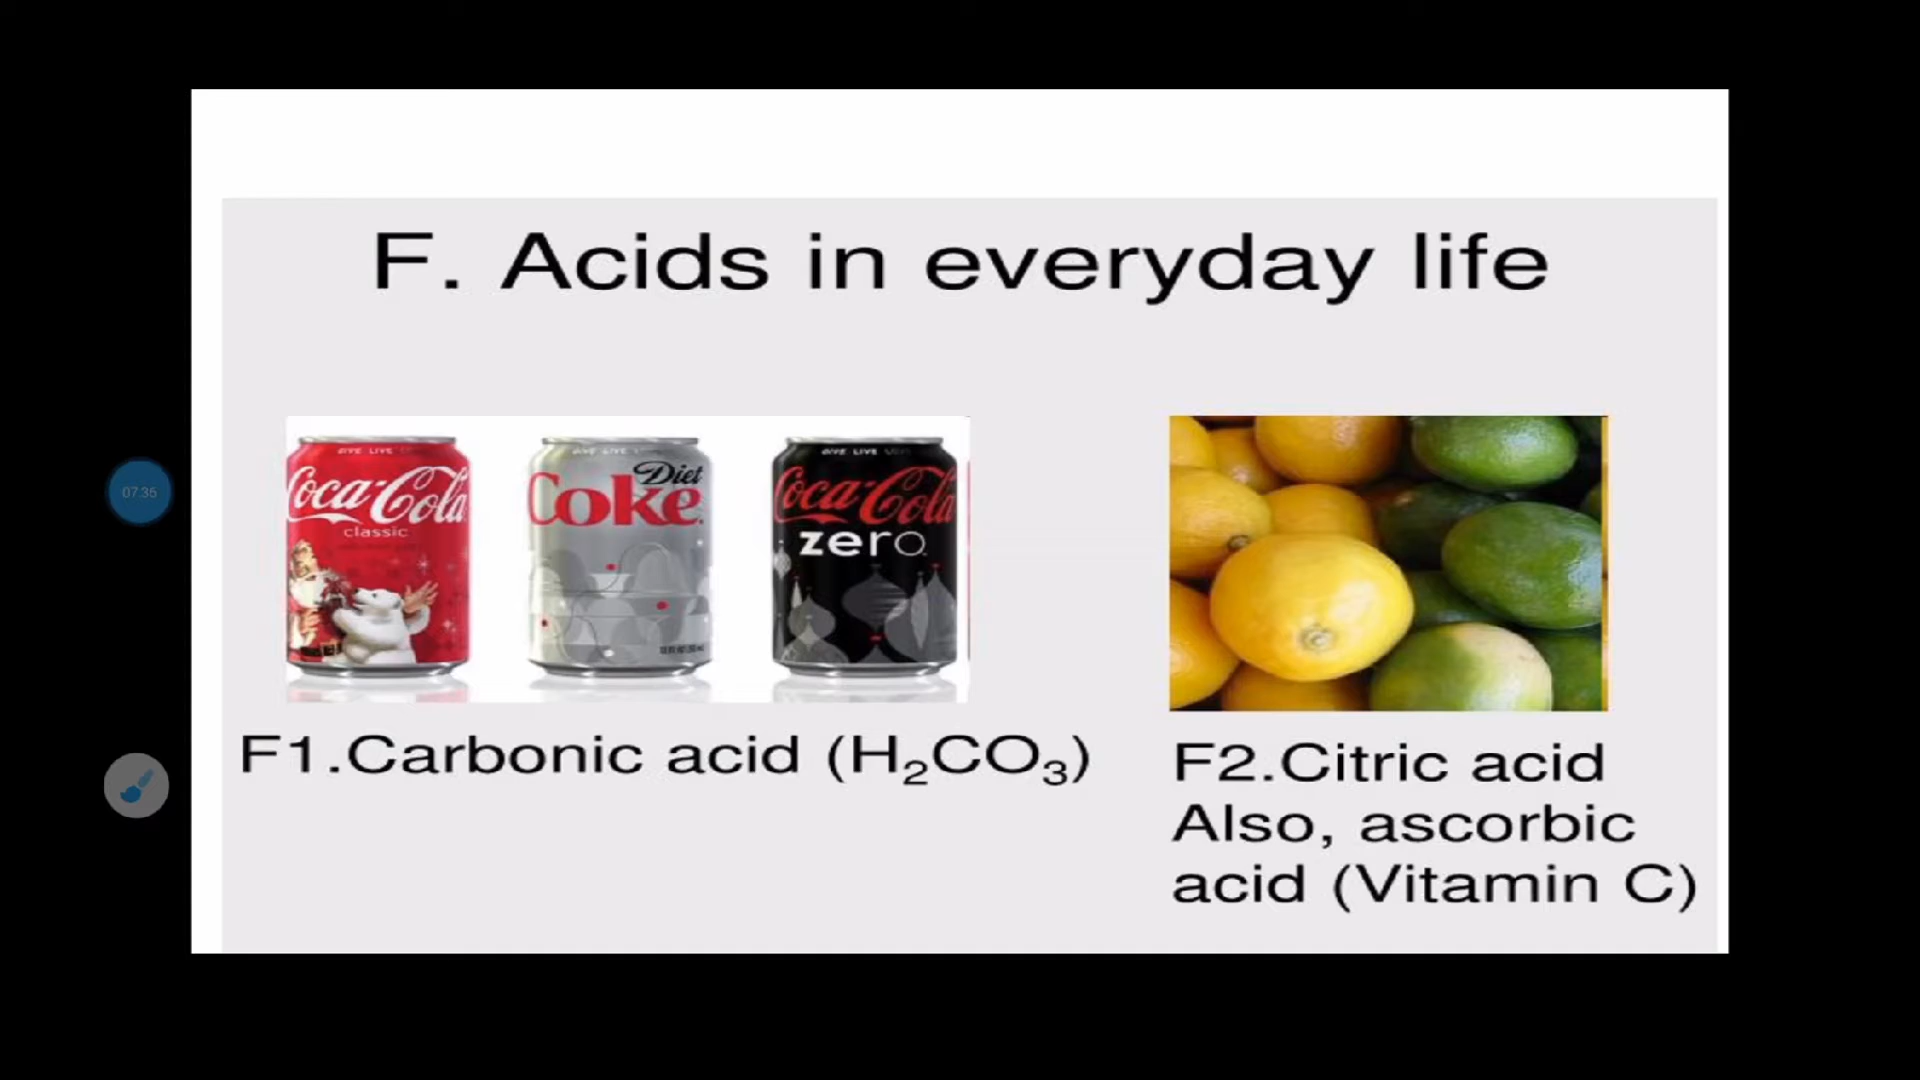 F. Acids in everyday life
Coca-Cola
classic
Diet
Coke
Coca-Cola
zero
07:35
F1.Carbonic acid (H₂CO₃)
F2.Citric acid
Also, ascorbic
acid (Vitamin C)